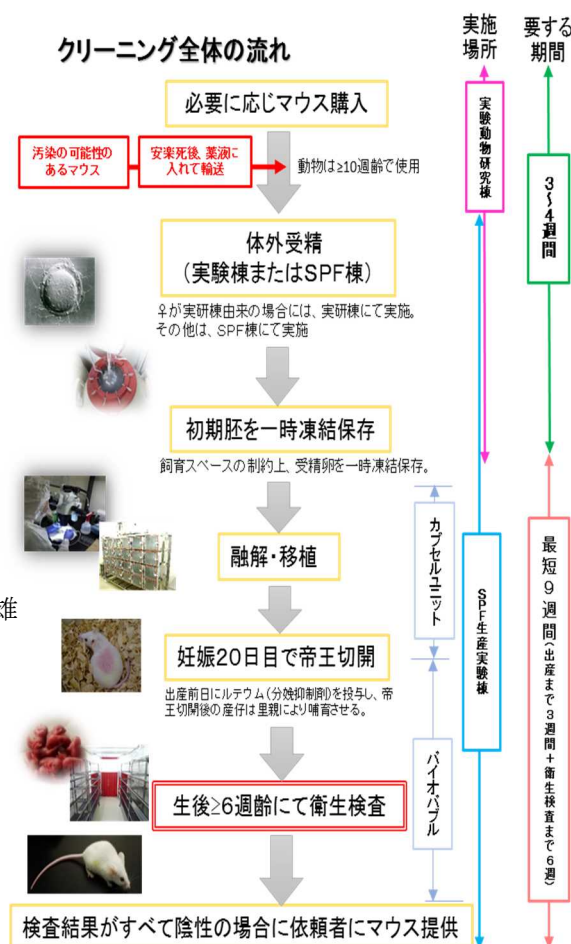 クリーニング全体の流れ
実施
場所
要する
期間
必要に応じマウス購入
汚染の可能性の
あるマウス
安楽死後、薬液に
入れて輸送
動物は≥10週齢で使用
実験動物研究棟
3～4週間
体外受精
(実験棟またはSPF棟)
♀が実研棟由来の場合には、実研棟にて実施。
その他は、SPF棟にて実施
初期胚を一時凍結保存
飼育スペースの制約上、受精卵を一時凍結保存。
融解・移植
カプセルユニット
SPF生産実験棟
最短9週間(出産まで3週間+衛生検査まで6週)
雄
妊娠20日目で帝王切開
出産前日にルテウム(分娩抑制剤)を投与し、帝
王切開後の産仔は里親により哺育させる。
バイオバブル
生後≥6週齢にて衛生検査
検査結果がすべて陰性の場合に依頼者にマウス提供